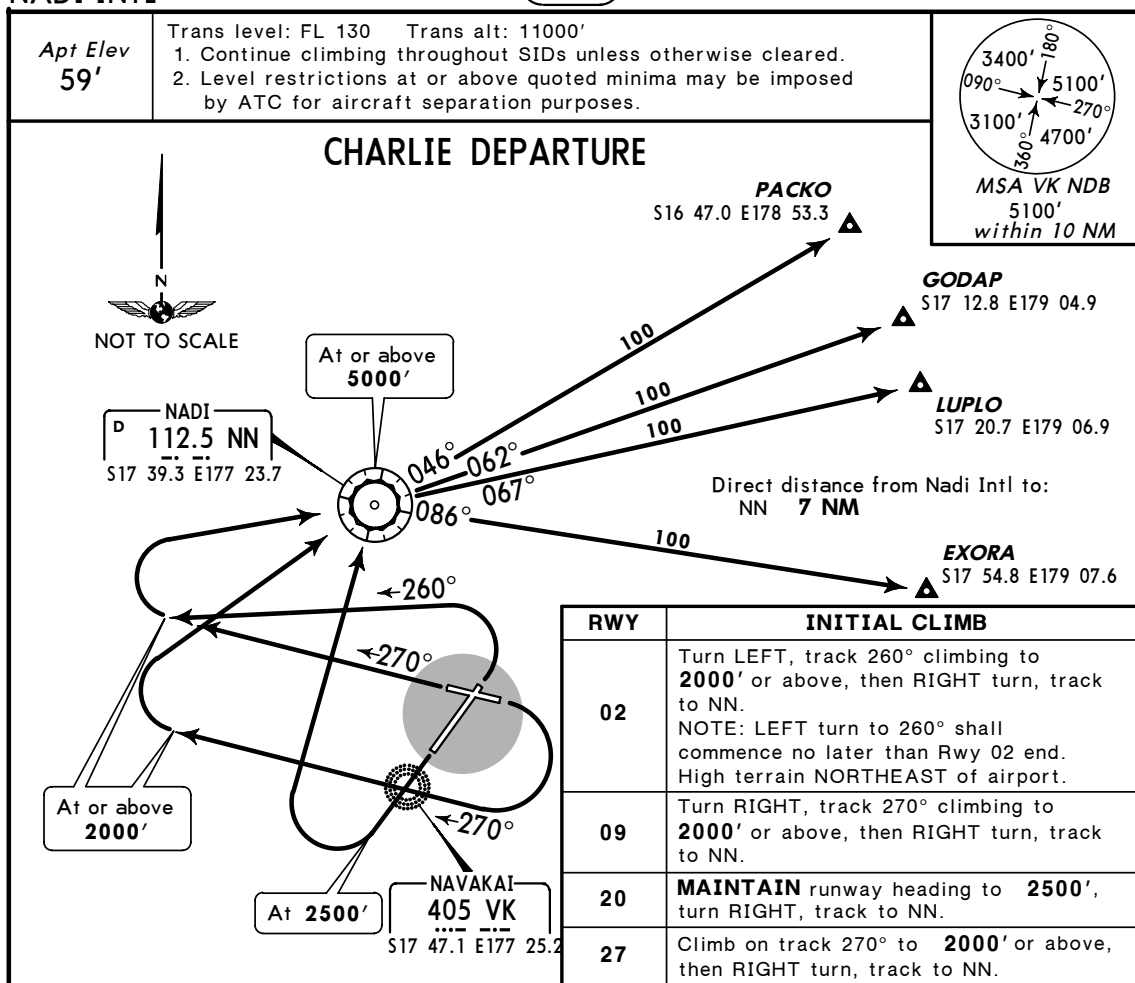 Apt Elev
59'
Trans level: FL 130 Trans alt: 11000'
1. Continue climbing throughout SIDs unless otherwise cleared.
2. Level restrictions at or above quoted minima may be imposed
by ATC for aircraft separation purposes.
3400'
180°
090°
5100'
270°
3100'
360°
4700'
MSA VK NDB
5100'
within 10 NM
CHARLIE DEPARTURE
N
NOT TO SCALE
PACKO
S16 47.0 E178 53.3
GODAP
S17 12.8 E179 04.9
LUPLO
S17 20.7 E179 06.9
EXORA
S17 54.8 E179 07.6
100
100
100
100
At or above
5000'
NADI
D 112.5 NN
S17 39.3 E177 23.7
046°
062°
067°
086°
Direct distance from Nadi Intl to:
NN 7 NM
260°
270°
270°
At or above
2000'
At 2500'
NAVAKAI
405 VK
S17 47.1 E177 25.2
RWY INITIAL CLIMB
02
Turn LEFT, track 260° climbing to
2000' or above, then RIGHT turn, track
to NN.
NOTE: LEFT turn to 260° shall
commence no later than Rwy 02 end.
High terrain NORTHEAST of airport.
09
Turn RIGHT, track 270° climbing to
2000' or above, then RIGHT turn, track
to NN.
20
MAINTAIN runway heading to 2500',
turn RIGHT, track to NN.
27
Climb on track 270° to 2000' or above,
then RIGHT turn, track to NN.